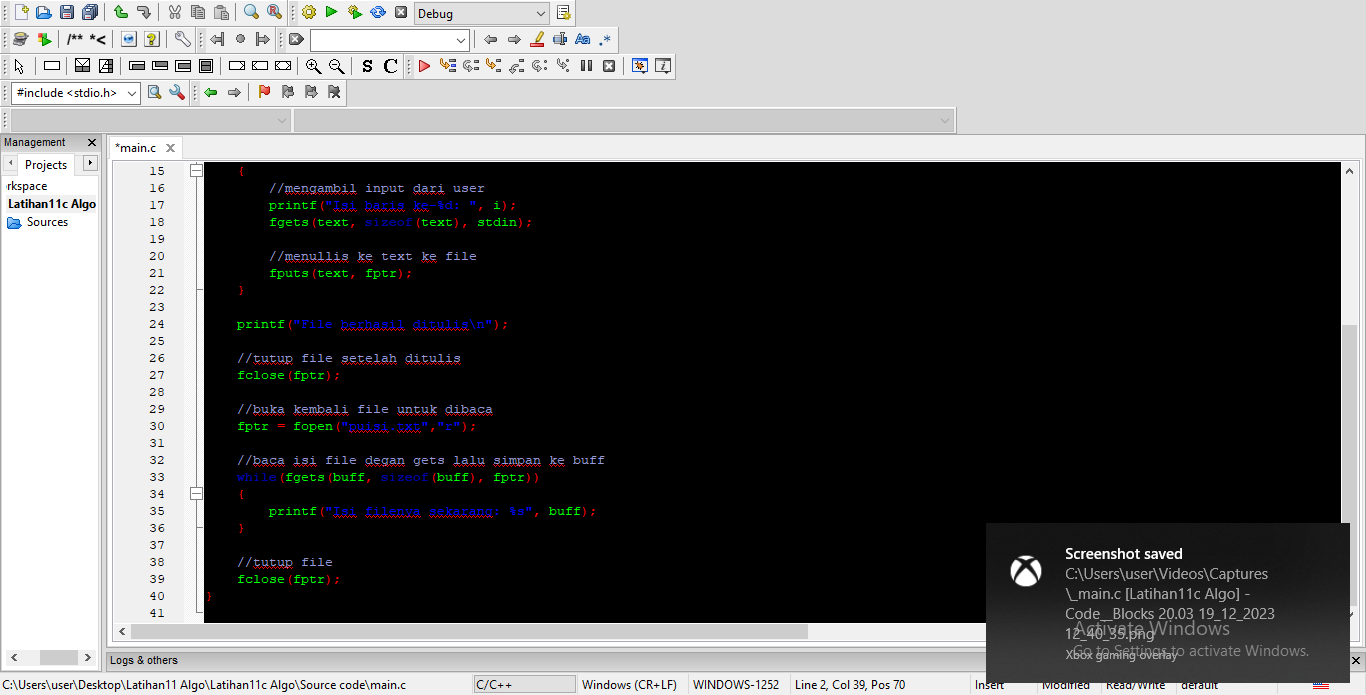 Debug
/** *<
S C
Aa .*
#include <stdio.h>
Management
Projects
rkspace
Latihan11c Algo
Sources
*main.c
15 {
16 //mengambil input dari user
17 printf("Isi baris ke-%d: ", i);
18 fgets(text, sizeof(text), stdin);
19
20 //menullis ke text ke file
21 fputs(text, fptr);
22 }
23
24 printf("File berhasil ditulis\n");
25
26 //tutup file setelah ditulis
27 fclose(fptr);
28
29 //buka kembali file untuk dibaca
30 fptr = fopen("puisi.txt","r");
31
32 //baca isi file degan gets lalu simpan ke buff
33 while(fgets(buff, sizeof(buff), fptr))
34 {
35 printf("Isi filenya sekarang: %s", buff);
36 }
37
38 //tutup file
39 fclose(fptr);
40 }
41
Screenshot saved
C:\Users\user\Videos\Captures
\_main.c [Latihan11c Algo] -
Code__Blocks 20.03 19_12_2023
12_40_35.png
Xbox gaming overlay
Activate Windows
Go to Settings to activate Windows.
Logs & others
C:\Users\user\Desktop\Latihan11 Algo\Latihan11c Algo\Source code\main.c
C/C++
Windows (CR+LF)
WINDOWS-1252
Line 2, Col 39, Pos 70
Insert
Modified
Read/Write
default